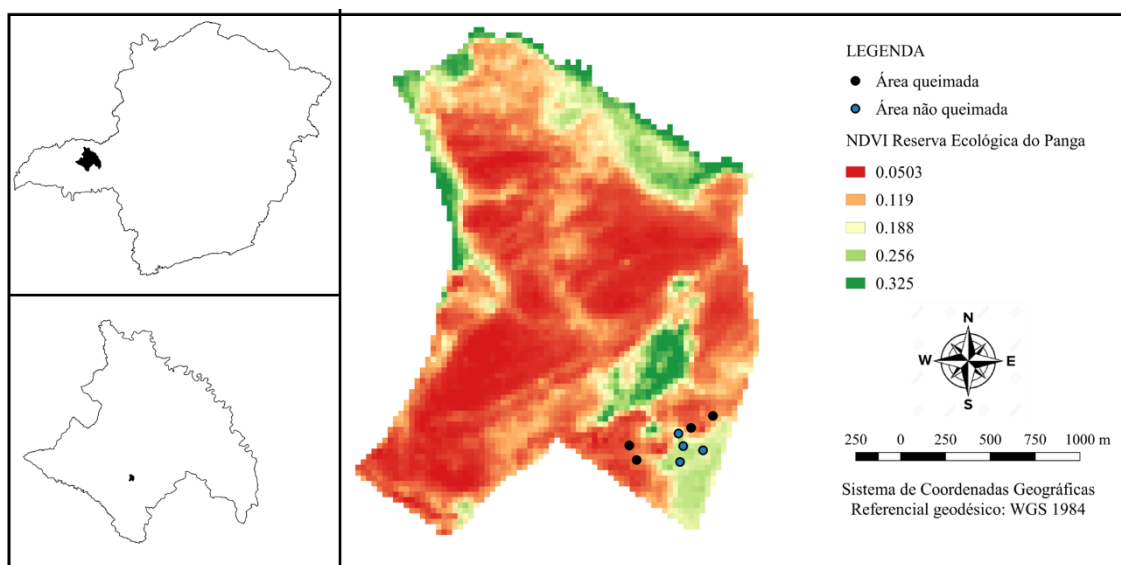 LEGENDA
Área queimada
Área não queimada
NDVI Reserva Ecológica do Panga
0.0503
0.119
0.188
0.256
0.325
N
W E
S
250 0 250 500 750 1000 m
Sistema de Coordenadas Geográficas
Referencial geodésico: WGS 1984